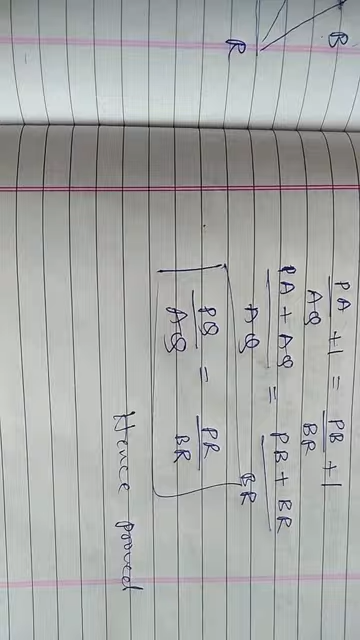 B
R
PA/AQ + 1 = PB/BR + 1
PA + AQ/AQ = PB + BR/BR
PQ/AQ = PR/BR
Hence proved